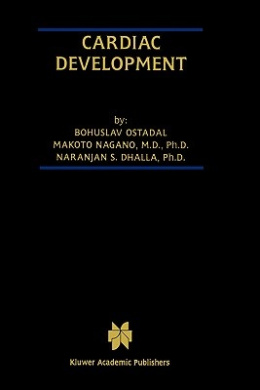 CARDIAC
DEVELOPMENT
by:
BOHUSLAV OSTADAL
MAKOTO NAGANO, M.D., Ph.D.
NARANJAN S. DHALLA, Ph.D.
Kluwer Academic Publishers